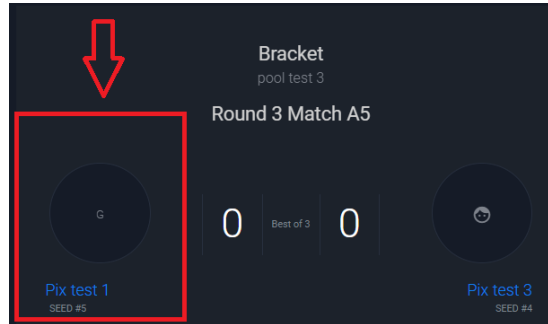 Bracket
pool test 3
Round 3 Match A5
G
0
Best of 3
0
Pix test 1
SEED #5
Pix test 3
SEED #4